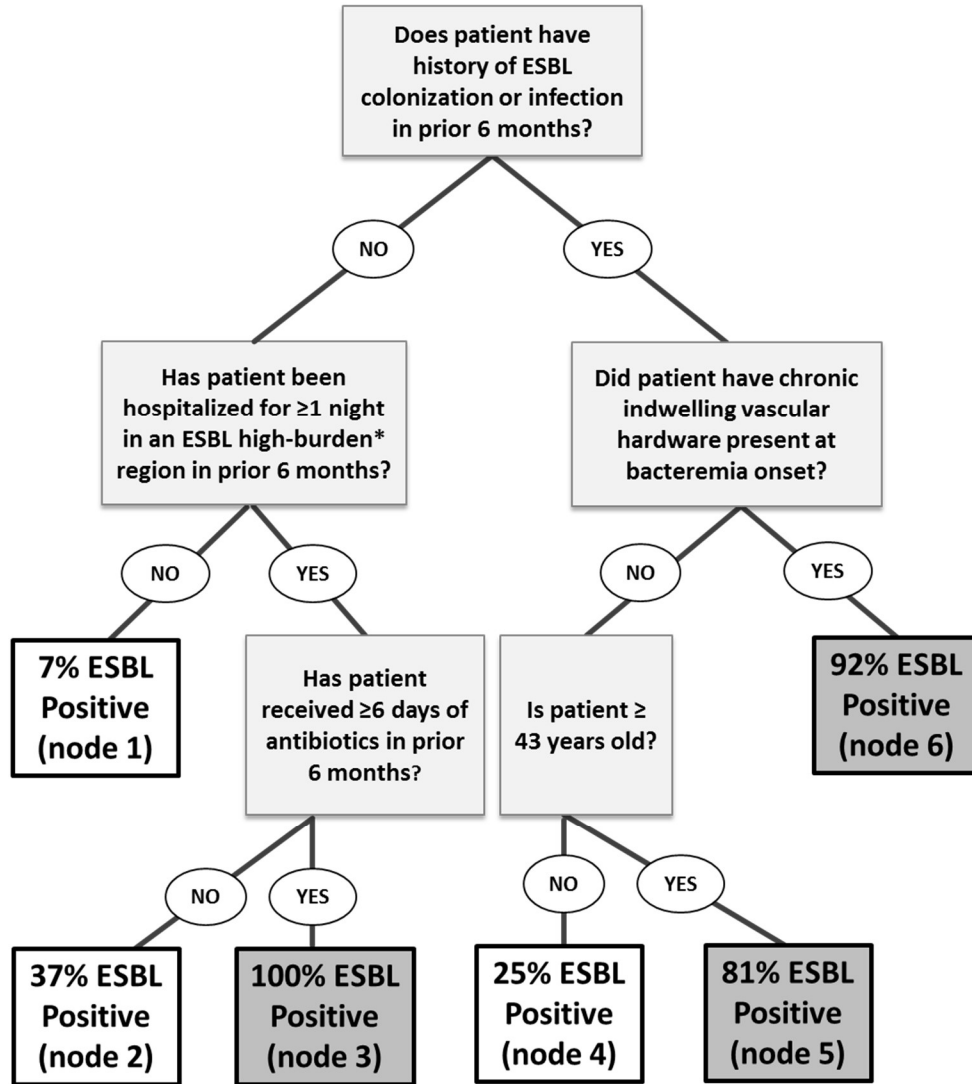 Does patient have
history of ESBL
colonization or infection
in prior 6 months?
NO
YES
Has patient been
hospitalized for ≥1 night
in an ESBL high-burden*
region in prior 6 months?
Did patient have chronic
indwelling vascular
hardware present at
bacteremia onset?
NO
YES
NO
YES
7% ESBL
Positive
(node 1)
Has patient
received ≥6 days of
antibiotics in prior
6 months?
Is patient ≥
43 years old?
92% ESBL
Positive
(node 6)
NO
YES
NO
YES
37% ESBL
Positive
(node 2)
100% ESBL
Positive
(node 3)
25% ESBL
Positive
(node 4)
81% ESBL
Positive
(node 5)